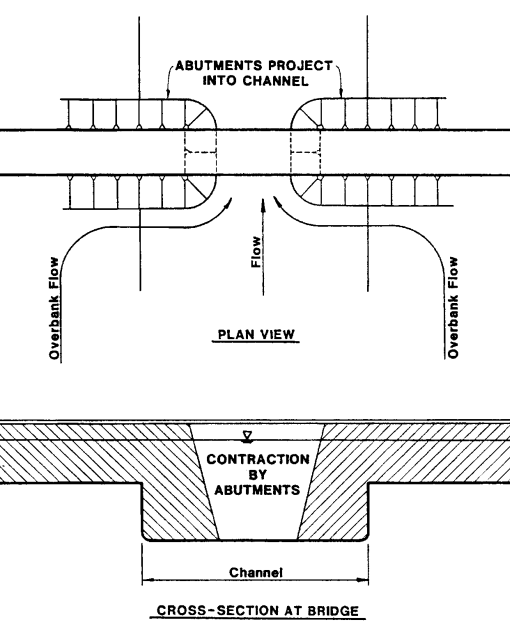 ABUTMENTS PROJECT
INTO CHANNEL
Overbank Flow
Flow
Overbank Flow
PLAN VIEW
CONTRACTION
BY
ABUTMENTS
Channel
CROSS-SECTION AT BRIDGE